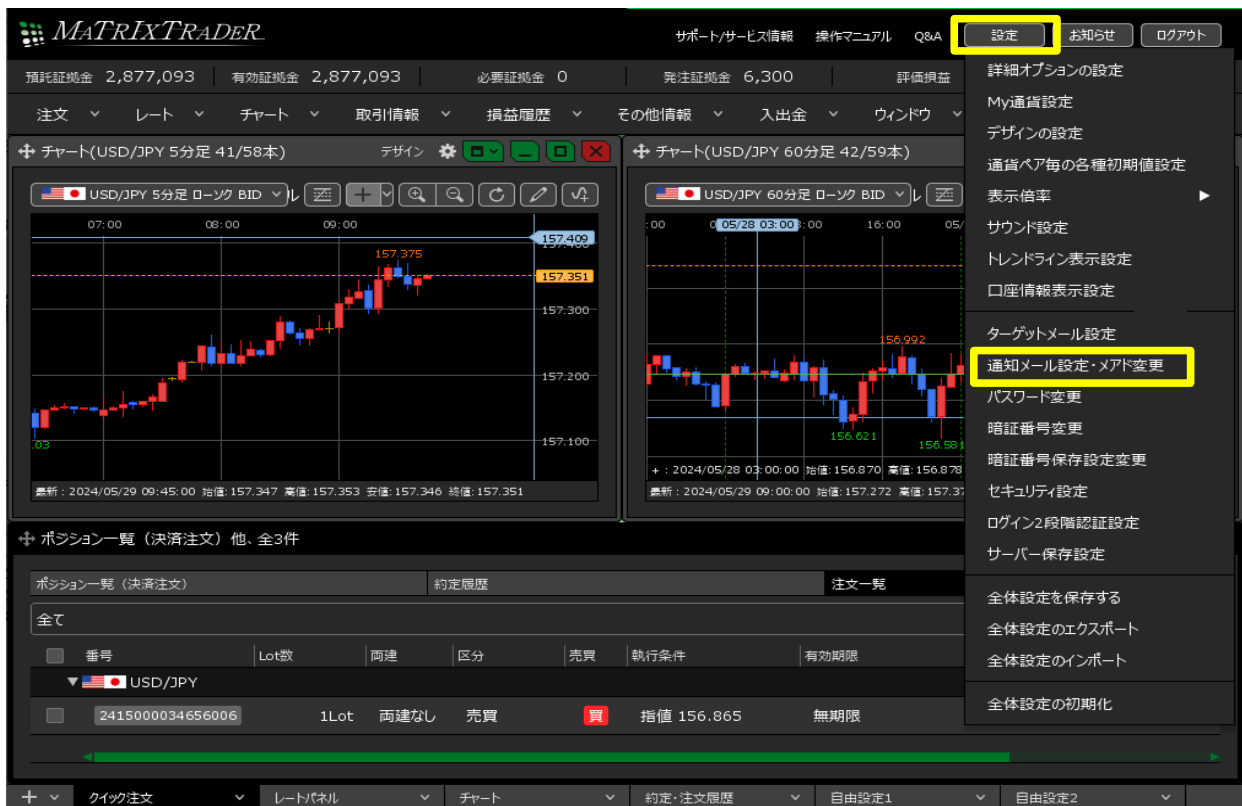 MATRIXTRADER
サポート/サービス情報 操作マニュアル Q&A 設定 お知らせ ログアウト
預託証拠金 2,877,093 有効証拠金 2,877,093 必要証拠金 0 発注証拠金 6,300 評価損益
注文 レート チャート 取引情報 損益履歴 その他情報 入出金 ウィンドウ
詳細オプションの設定
My通貨設定
デザインの設定
通貨ペア毎の各種初期値設定
表示倍率
サウンド設定
トレンドライン表示設定
口座情報表示設定
ターゲットメール設定
通知メール設定・メアド変更
パスワード変更
暗証番号変更
暗証番号保存設定変更
セキュリティ設定
ログイン2段階認証設定
サーバー保存設定
全体設定を保存する
全体設定のエクスポート
全体設定のインポート
全体設定の初期化
チャート(USD/JPY 5分足 41/58本) デザイン
USD/JPY 5分足 ローソク BID
07:00 08:00 09:00
157.409
157.375
157.351
157.300
157.200
157.100
.03
最新 : 2024/05/29 09:45:00 始値:157.347 高値:157.353 安値:157.346 終値:157.351
チャート(USD/JPY 60分足 42/59本)
USD/JPY 60分足 ローソク BID
:00 05/28 03:00 :00 16:00 05/
156.992
156.621
156.581
+ : 2024/05/28 03:00:00 始値:156.870 高値:156.878
最新 : 2024/05/29 09:00:00 始値:157.272 高値:157.37
ポジション一覧（決済注文）他、全3件
ポジション一覧（決済注文） 約定履歴 注文一覧
全て
番号 Lot数 両建 区分 売買 執行条件 有効期限
USD/JPY
2415000034656006 1Lot 両建なし 売買 買 指値 156.865 無期限
クイック注文 レートパネル チャート 約定・注文履歴 自由設定1 自由設定2